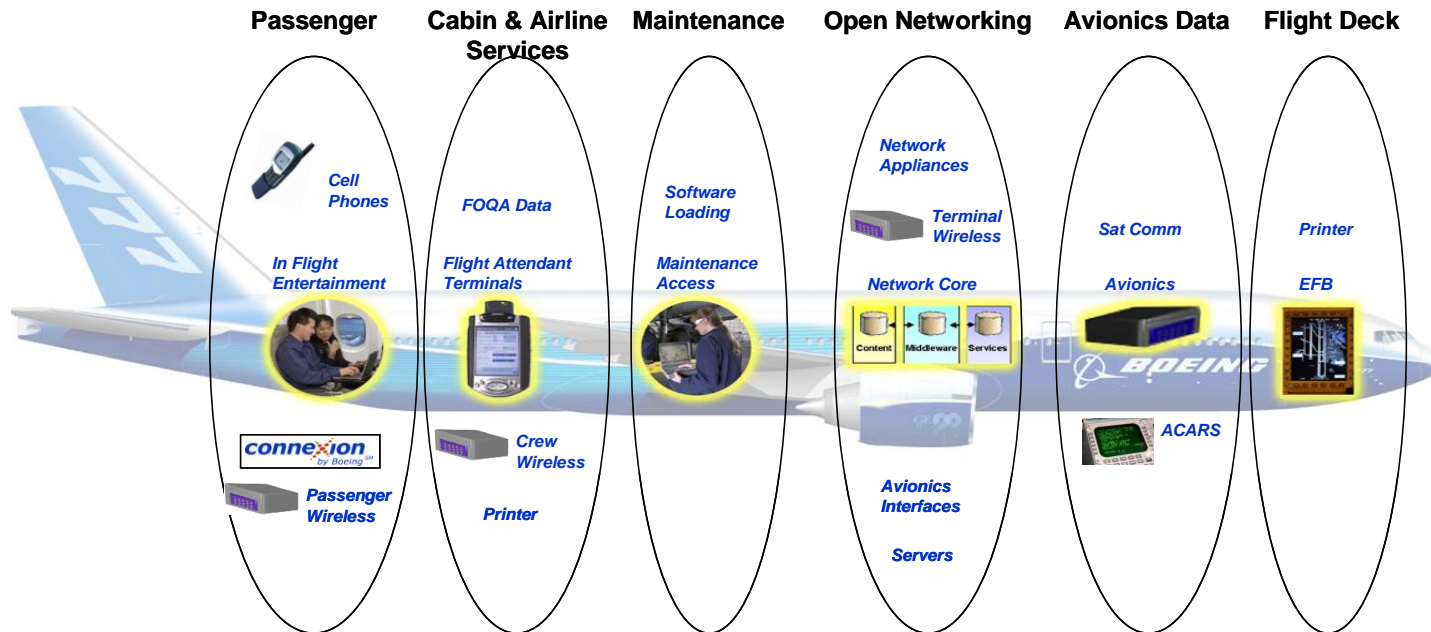 Passenger
Cabin & Airline
Services
Maintenance
Open Networking
Avionics Data
Flight Deck
777
Cell
Phones
In Flight
Entertainment
connexion
by Boeing SM
Passenger
Wireless
FOQA Data
Flight Attendant
Terminals
Crew
Wireless
Printer
Software
Loading
Maintenance
Access
Network
Appliances
Terminal
Wireless
Network Core
Content
Middleware
Services
GE90
Avionics
Interfaces
Servers
Sat Comm
Avionics
BOEING
ACARS
Printer
EFB